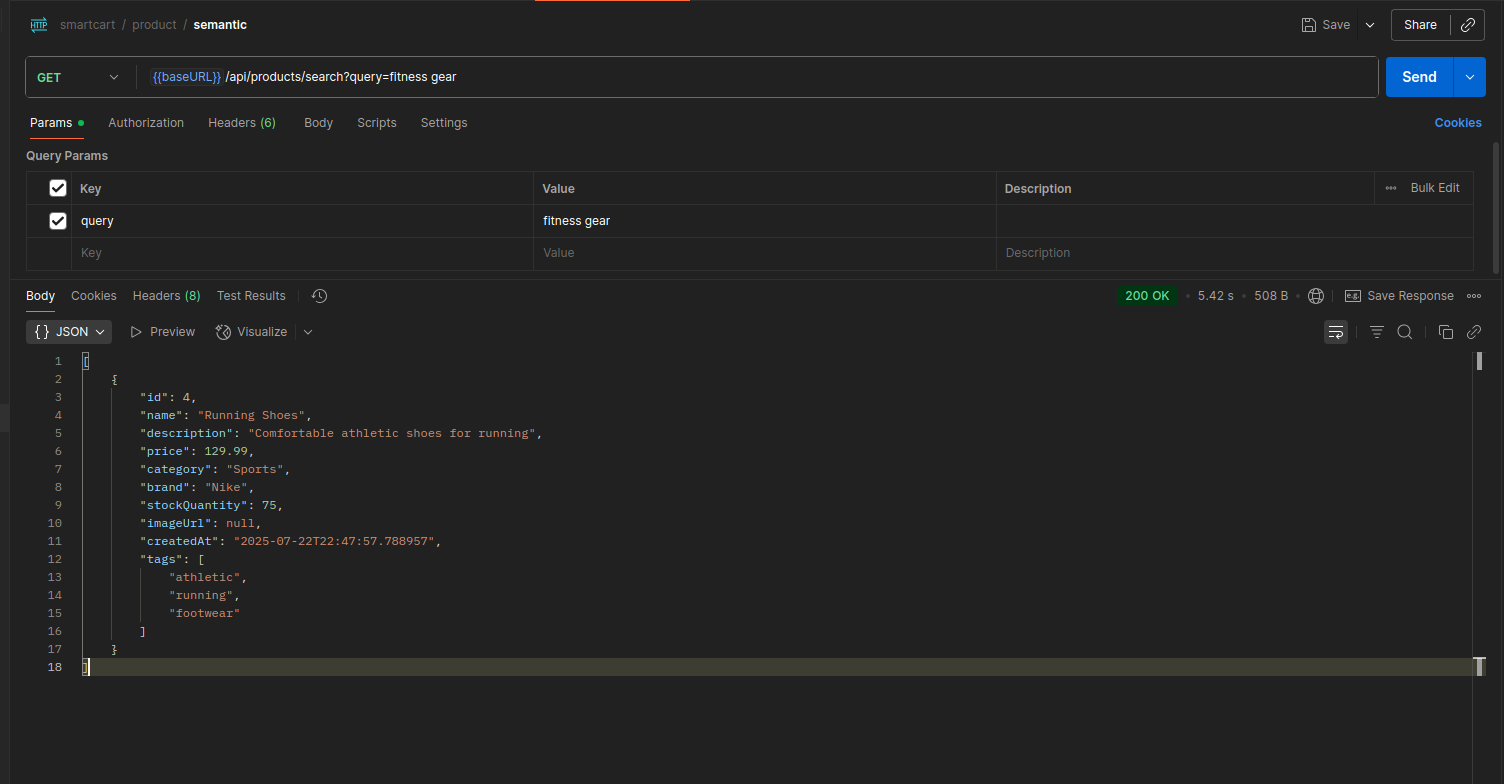 HTTP smartcart / product / semantic Save Share
GET {{baseURL}} /api/products/search?query=fitness gear Send
Params Authorization Headers (6) Body Scripts Settings Cookies
Query Params
Key Value Description Bulk Edit
query fitness gear
Key Value Description
Body Cookies Headers (8) Test Results 200 OK 5.42 s 508 B e.g. Save Response
{} JSON Preview Visualize
1 [
2 {
3 "id": 4,
4 "name": "Running Shoes",
5 "description": "Comfortable athletic shoes for running",
6 "price": 129.99,
7 "category": "Sports",
8 "brand": "Nike",
9 "stockQuantity": 75,
10 "imageUrl": null,
11 "createdAt": "2025-07-22T22:47:57.788957",
12 "tags": [
13 "athletic",
14 "running",
15 "footwear"
16 ]
17 }
18 ]